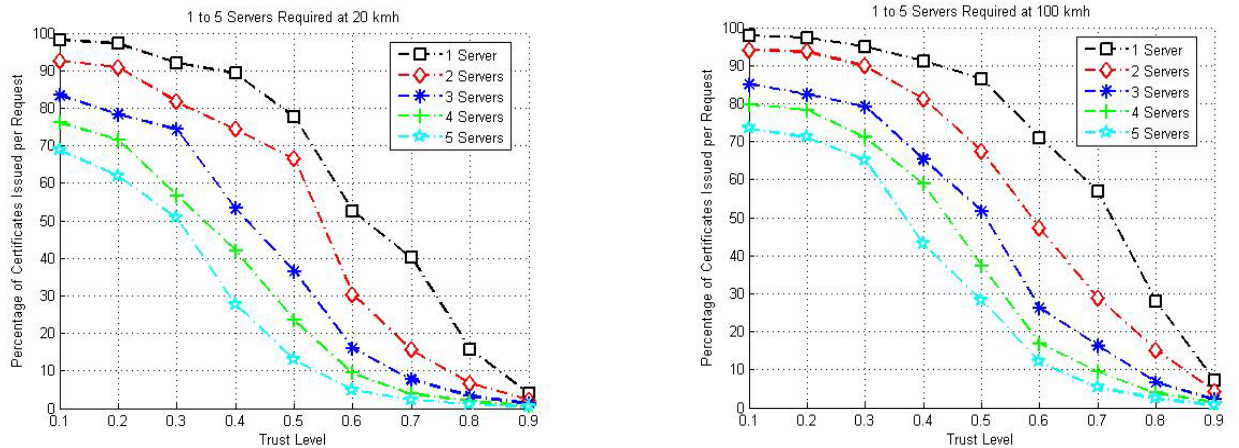 1 to 5 Servers Required at 20 kmh
100
90
80
70
60
50
40
30
20
10
0
Percentage of Certificates Issued per Request
1 Server
2 Servers
3 Servers
4 Servers
5 Servers
0.1 0.2 0.3 0.4 0.5 0.6 0.7 0.8 0.9
Trust Level
1 to 5 Servers Required at 100 kmh
100
90
80
70
60
50
40
30
20
10
0
Percentage of Certificates Issued per Request
1 Server
2 Servers
3 Servers
4 Servers
5 Servers
0.1 0.2 0.3 0.4 0.5 0.6 0.7 0.8 0.9
Trust Level